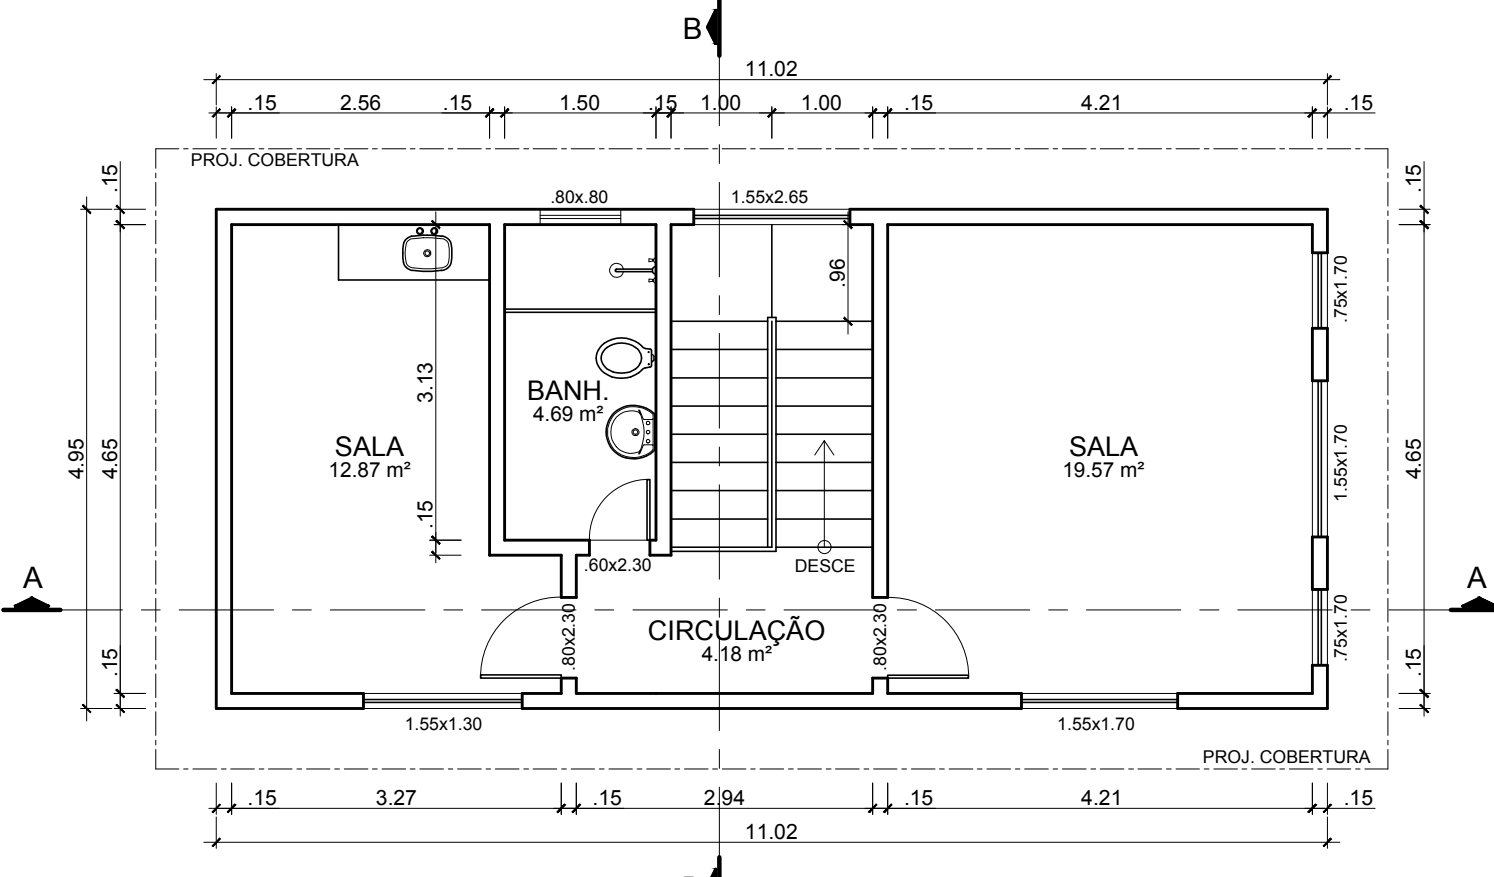 B
11.02
.15 2.56 .15 1.50 .15 1.00 1.00 .15 4.21 .15
PROJ. COBERTURA
.15
.15
.80x.80
1.55x2.65
.96
.75x1.70
3.13
BANH.
4.69 m²
SALA
12.87 m²
SALA
19.57 m²
4.95
4.65
1.55x1.70
4.65
.15
.60x2.30
DESCE
A
A
.80x2.30
CIRCULAÇÃO
4.18 m²
.80x2.30
.75x1.70
.15
.15
1.55x1.30
1.55x1.70
PROJ. COBERTURA
.15 3.27 .15 2.94 .15 4.21 .15
11.02